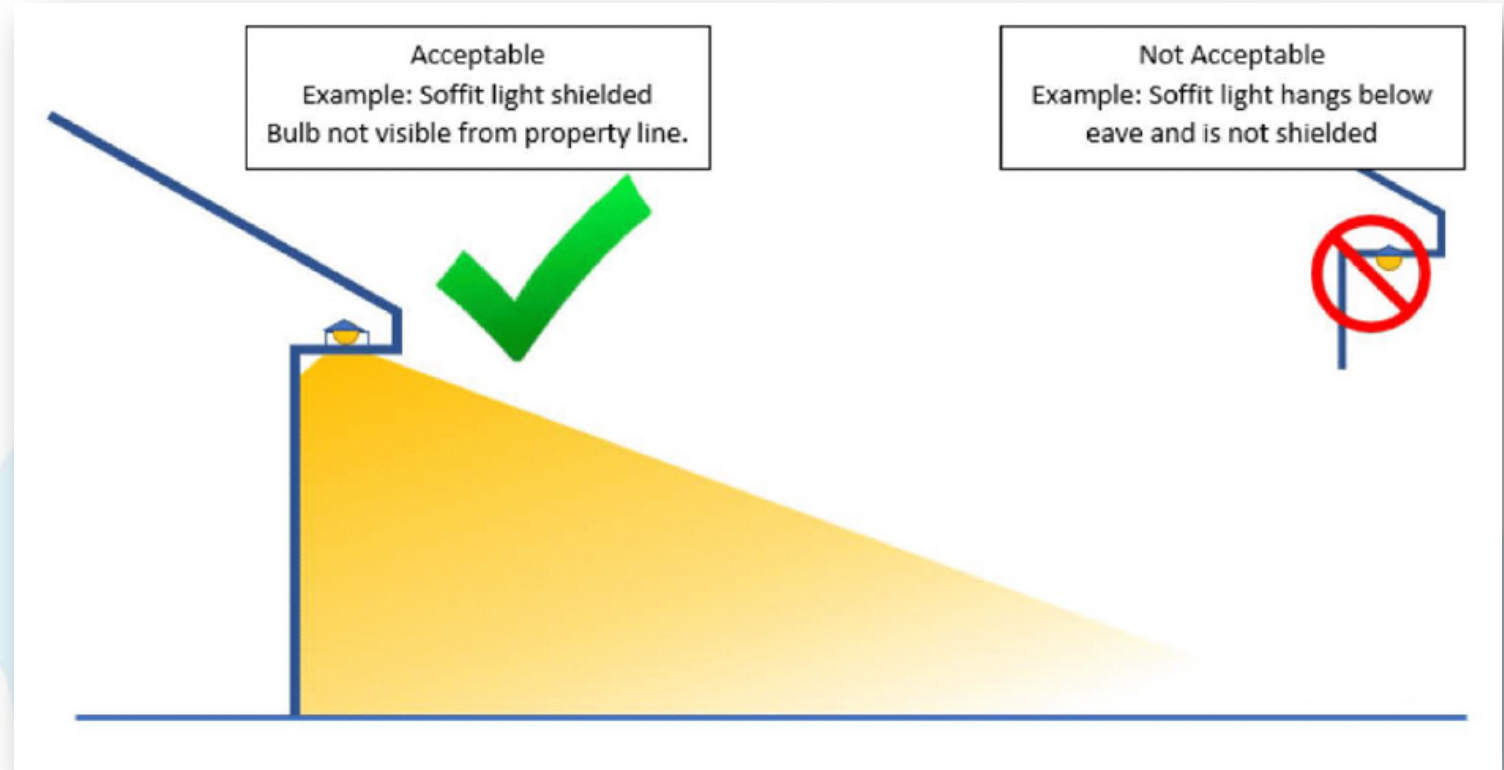 Acceptable
Example: Soffit light shielded
Bulb not visible from property line.
Not Acceptable
Example: Soffit light hangs below
eave and is not shielded